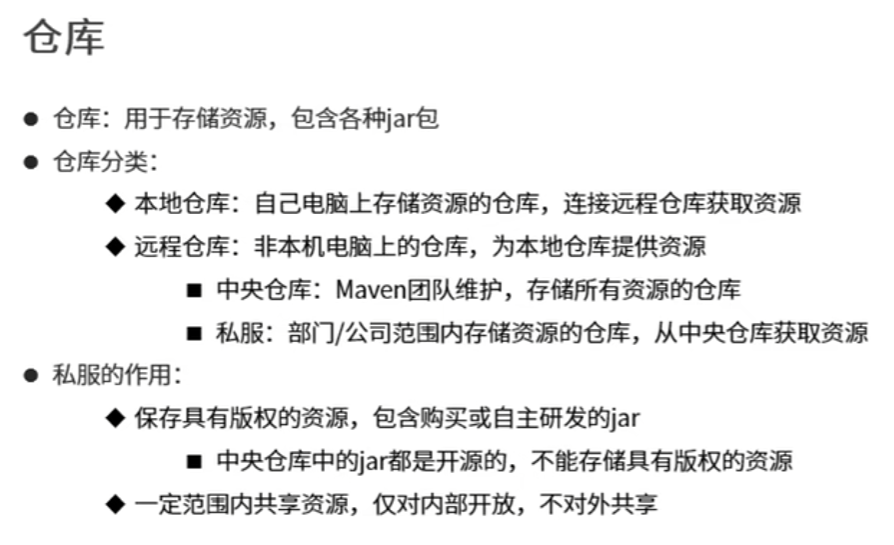 仓库
● 仓库：用于存储资源，包含各种jar包
● 仓库分类：
◆ 本地仓库：自己电脑上存储资源的仓库，连接远程仓库获取资源
◆ 远程仓库：非本机电脑上的仓库，为本地仓库提供资源
■ 中央仓库：Maven团队维护，存储所有资源的仓库
■ 私服：部门/公司范围内存储资源的仓库，从中央仓库获取资源
● 私服的作用：
◆ 保存具有版权的资源，包含购买或自主研发的jar
■ 中央仓库中的jar都是开源的，不能存储具有版权的资源
◆ 一定范围内共享资源，仅对内部开放，不对外共享